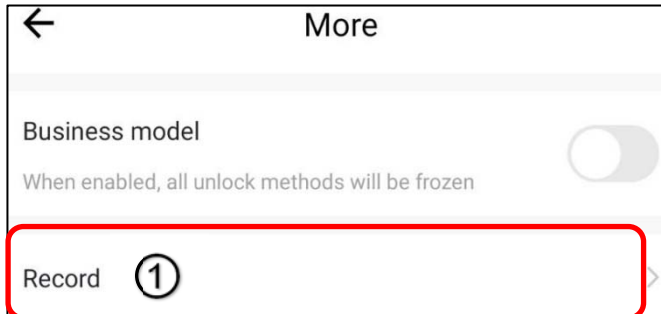 More
Business model
When enabled, all unlock methods will be frozen
Record ①